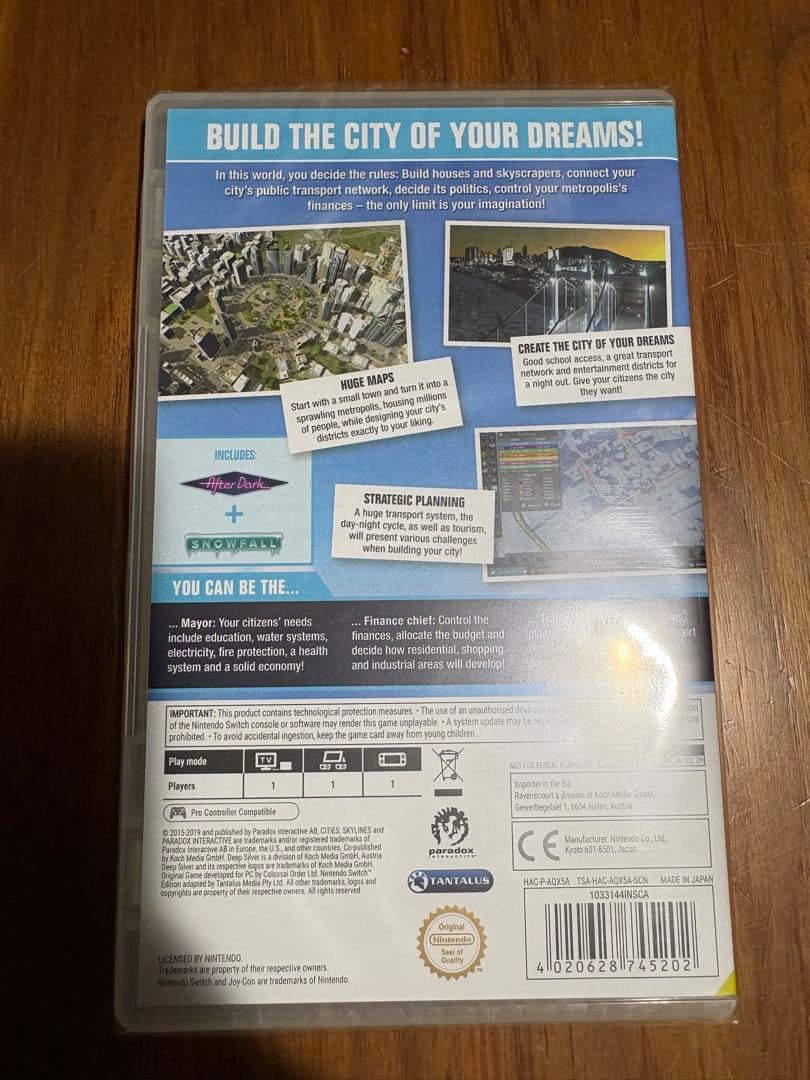 BUILD THE CITY OF YOUR DREAMS!
In this world, you decide the rules: Build houses and skyscrapers, connect your
city's public transport network, decide its politics, control your metropolis's
finances – the only limit is your imagination!
HUGE MAPS
Start with a small town and turn it into a
sprawling metropolis, housing millions
of people, while designing your city's
districts exactly to your liking.
CREATE THE CITY OF YOUR DREAMS
Good school access, a great transport
network and entertainment districts for
a night out. Give your citizens the city
they want!
INCLUDES:
After Dark
+
SNOWFALL
STRATEGIC PLANNING
A huge transport system, the
day-night cycle, as well as tourism,
will present various challenges
when building your city!
YOU CAN BE THE...
... Mayor: Your citizens' needs
include education, water systems,
electricity, fire protection, a health
system and a solid economy!
... Finance chief: Control the
finances, allocate the budget and
decide how residential, shopping
and industrial areas will develop!
IMPORTANT: This product contains technological protection measures. • The use of an unauthorised device or
of the Nintendo Switch console or software may render this game unplayable. • A system update may be
prohibited. • To avoid accidental ingestion, keep the game card away from young children.
Play mode TV
Players 1 1 1
Pro Controller Compatible
NOT FOR RENTAL PURPOSES
Importer in the EU:
Ravenscourt a division of Koch Media GmbH,
Gewerbegebiet 1, 6604 Höfen, Austria
CE Manufacturer: Nintendo Co., Ltd.,
Kyoto 601-8501, Japan
© 2015-2019 and published by Paradox Interactive AB, CITIES: SKYLINES and
PARADOX INTERACTIVE are trademarks and/or registered trademarks of
Paradox Interactive AB in Europe, the U.S., and other countries. Co-published
by Koch Media GmbH. Deep Silver is a division of Koch Media GmbH, Austria
Deep Silver and its respective logos are trademarks of Koch Media GmbH.
Original Game developed for PC by Colossal Order Ltd. Nintendo Switch™
Edition adapted by Tantalus Media Pty Ltd. All other trademarks, logos and
copyrights are property of their respective owners. All rights reserved
paradox
INTERACTIVE
TANTALUS
Original
Nintendo
Seal of
Quality
TM
LICENSED BY NINTENDO.
Trademarks are property of their respective owners.
Nintendo Switch and Joy-Con are trademarks of Nintendo.
HAC-P-AQX5A TSA-HAC-AQX5A-SCN MADE IN JAPAN
1033144INSCA
4 020628 745202